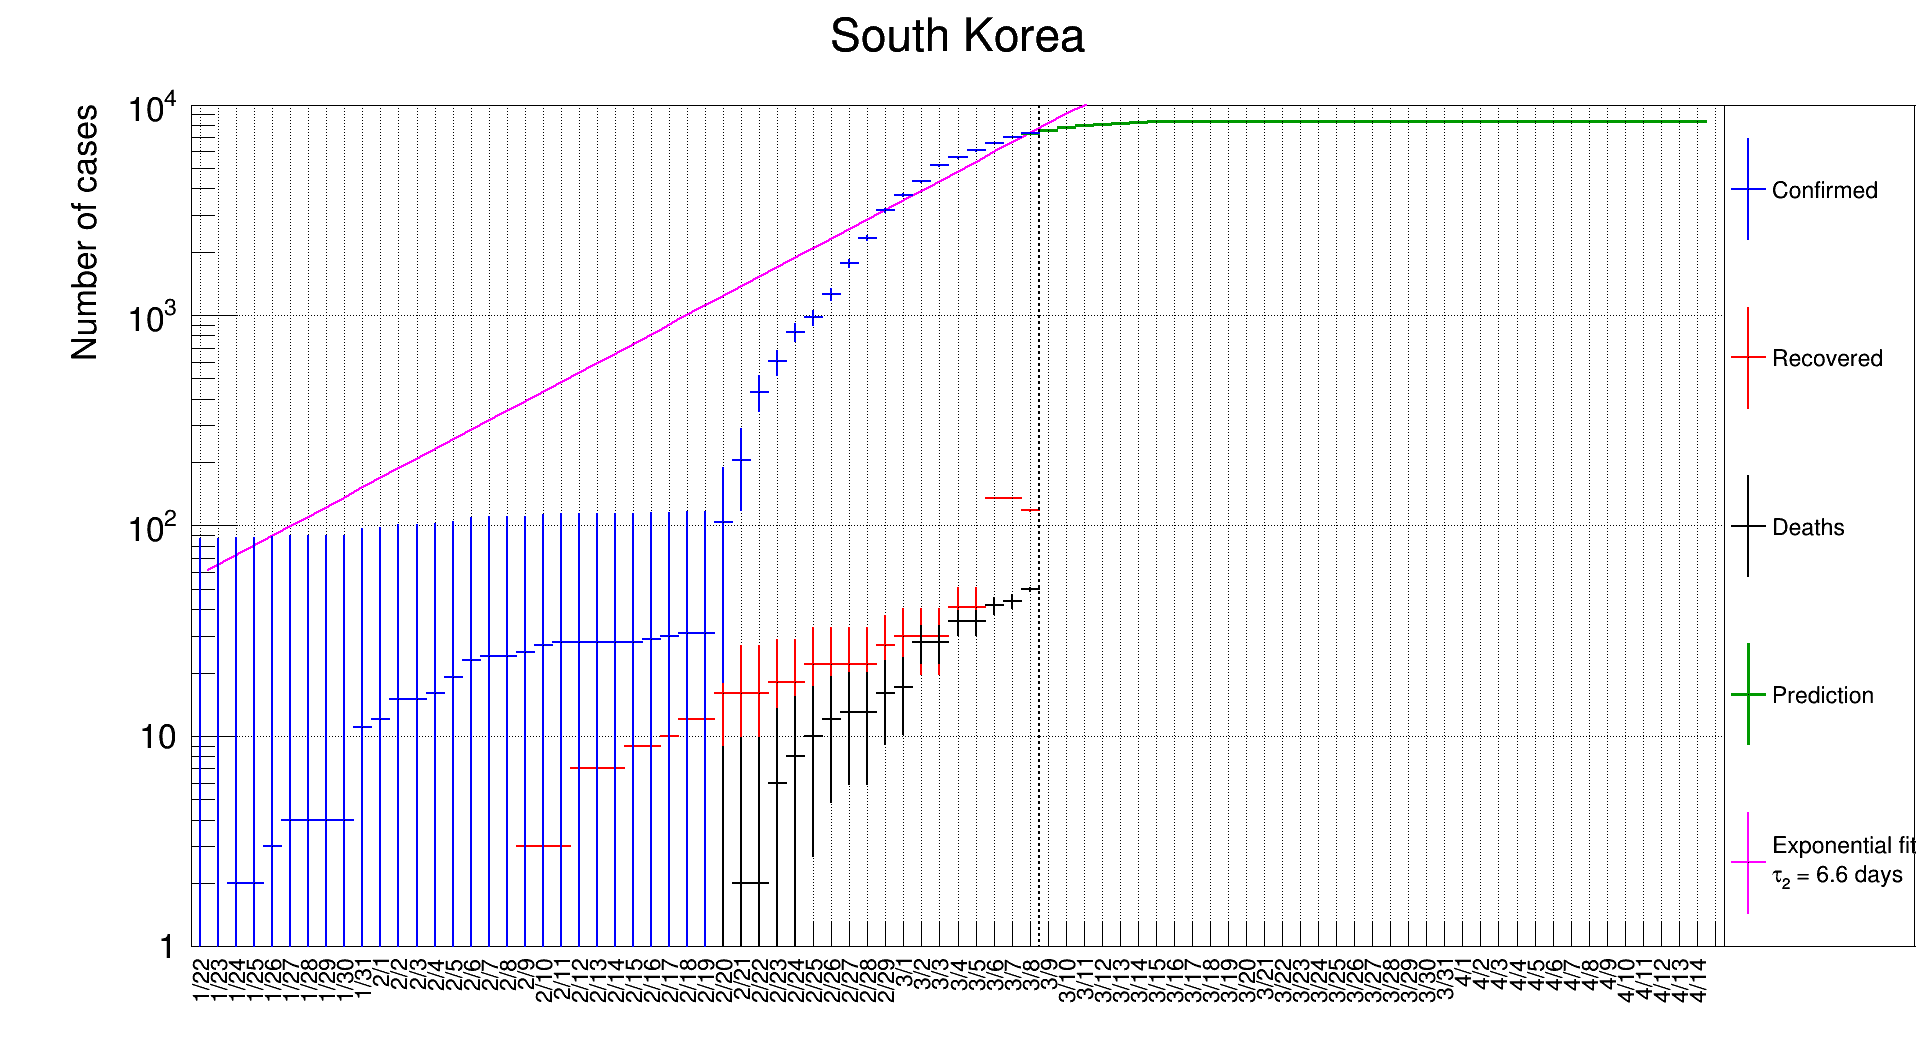 South Korea
Number of cases
10⁴
10³
10²
10
1
1/22 1/23 1/24 1/25 1/26 1/27 1/28 1/29 1/30 1/31 2/1 2/2 2/3 2/4 2/5 2/6 2/7 2/8 2/9 2/10 2/11 2/12 2/13 2/14 2/15 2/16 2/17 2/18 2/19 2/20 2/21 2/22 2/23 2/24 2/25 2/26 2/27 2/28 2/29 3/1 3/2 3/3 3/4 3/5 3/6 3/7 3/8 3/9 3/10 3/11 3/12 3/13 3/14 3/15 3/16 3/17 3/18 3/19 3/20 3/21 3/22 3/23 3/24 3/25 3/26 3/27 3/28 3/29 3/30 3/31 4/1 4/2 4/3 4/4 4/5 4/6 4/7 4/8 4/9 4/10 4/11 4/12 4/13 4/14
Confirmed
Recovered
Deaths
Prediction
Exponential fit
τ₂ = 6.6 days